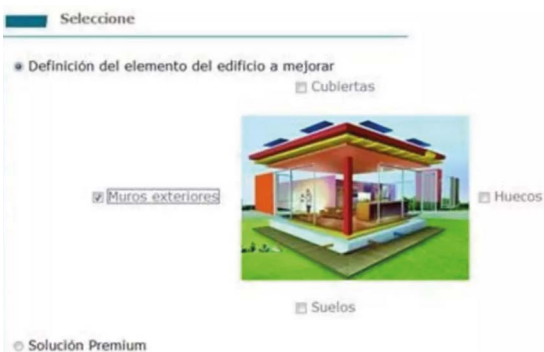 Seleccione
Definición del elemento del edificio a mejorar
Cubiertas
Muros exteriores
Huecos
Suelos
Solución Premium